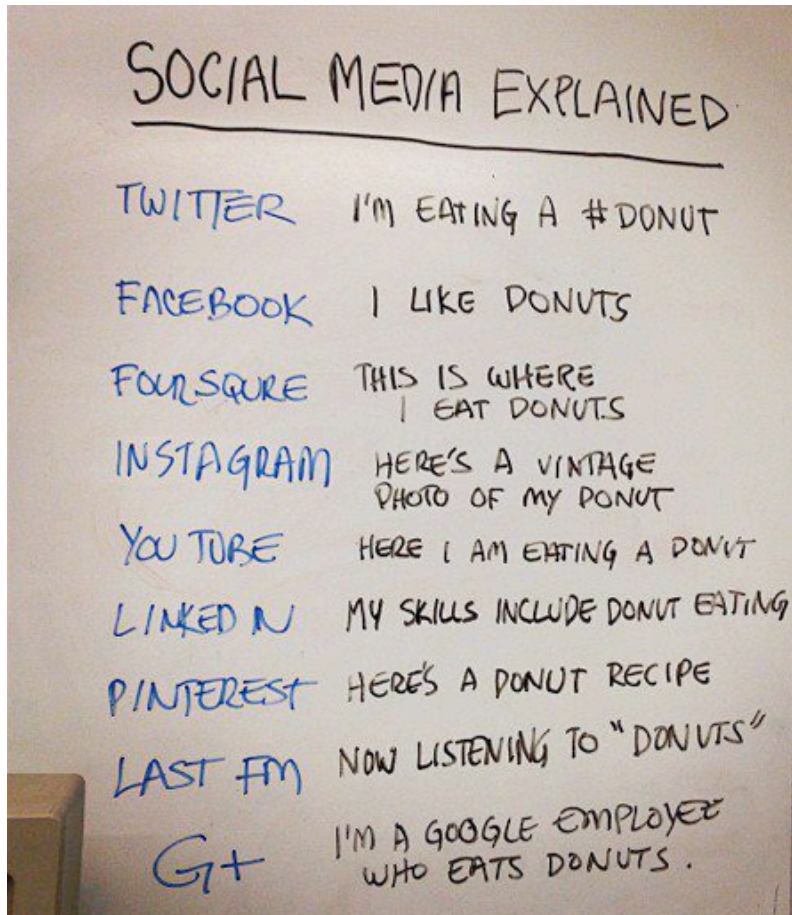 SOCIAL MEDIA EXPLAINED
TWITTER I'M EATING A #DONUT
FACEBOOK I LIKE DONUTS
FOURSQURE THIS IS WHERE
I EAT DONUTS
INSTAGRAM HERE'S A VINTAGE
PHOTO OF MY DONUT
YOU TUBE HERE I AM EATING A DONUT
LINKED IN MY SKILLS INCLUDE DONUT EATING
PINTEREST HERE'S A DONUT RECIPE
LAST FM NOW LISTENING TO "DONUTS"
G+ I'M A GOOGLE EMPLOYEE
WHO EATS DONUTS.